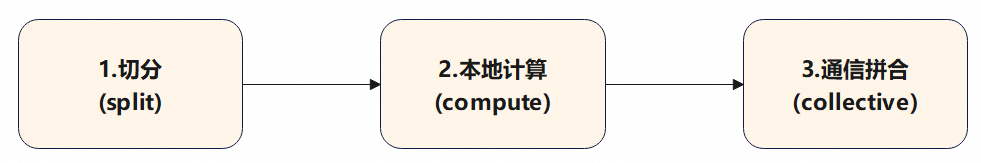 1.切分
(split)
2.本地计算
(compute)
3.通信拼合
(collective)